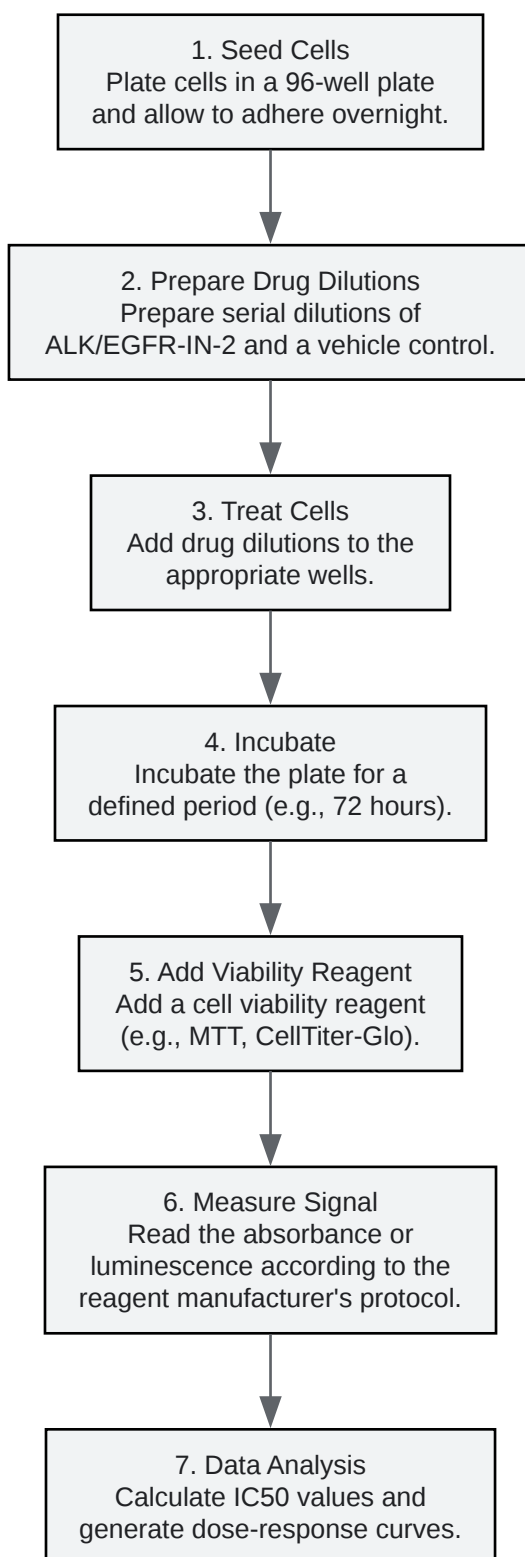 1. Seed Cells
Plate cells in a 96-well plate
and allow to adhere overnight.
2. Prepare Drug Dilutions
Prepare serial dilutions of
ALK/EGFR-IN-2 and a vehicle control.
3. Treat Cells
Add drug dilutions to the
appropriate wells.
4. Incubate
Incubate the plate for a
defined period (e.g., 72 hours).
5. Add Viability Reagent
Add a cell viability reagent
(e.g., MTT, CellTiter-Glo).
6. Measure Signal
Read the absorbance or
luminescence according to the
reagent manufacturer's protocol.
7. Data Analysis
Calculate IC50 values and
generate dose-response curves.